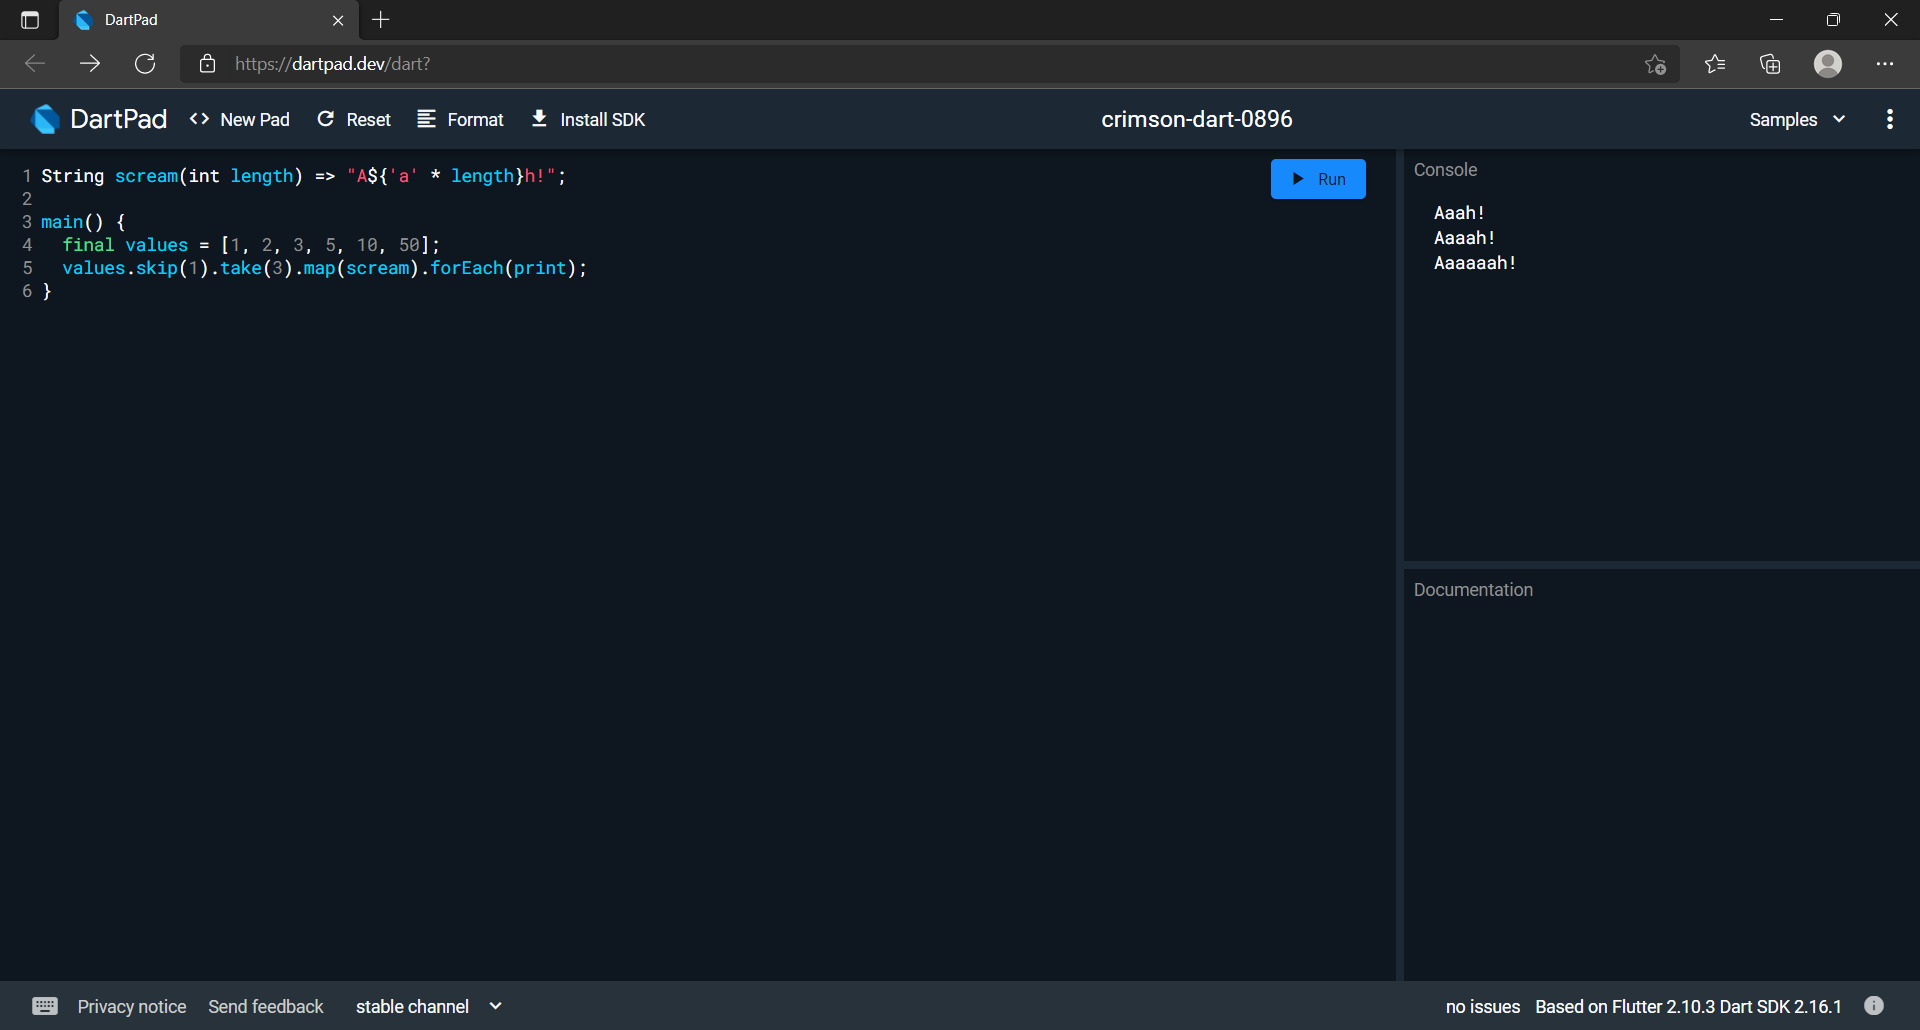 DartPad
https://dartpad.dev/dart?
DartPad <> New Pad Reset Format Install SDK crimson-dart-0896 Samples
1 String scream(int length) => "A${'a' * length}h!";
2
3 main() {
4   final values = [1, 2, 3, 5, 10, 50];
5   values.skip(1).take(3).map(scream).forEach(print);
6 }
Run
Console
Aaah!
Aaaah!
Aaaaaah!
Documentation
Privacy notice Send feedback stable channel no issues Based on Flutter 2.10.3 Dart SDK 2.16.1